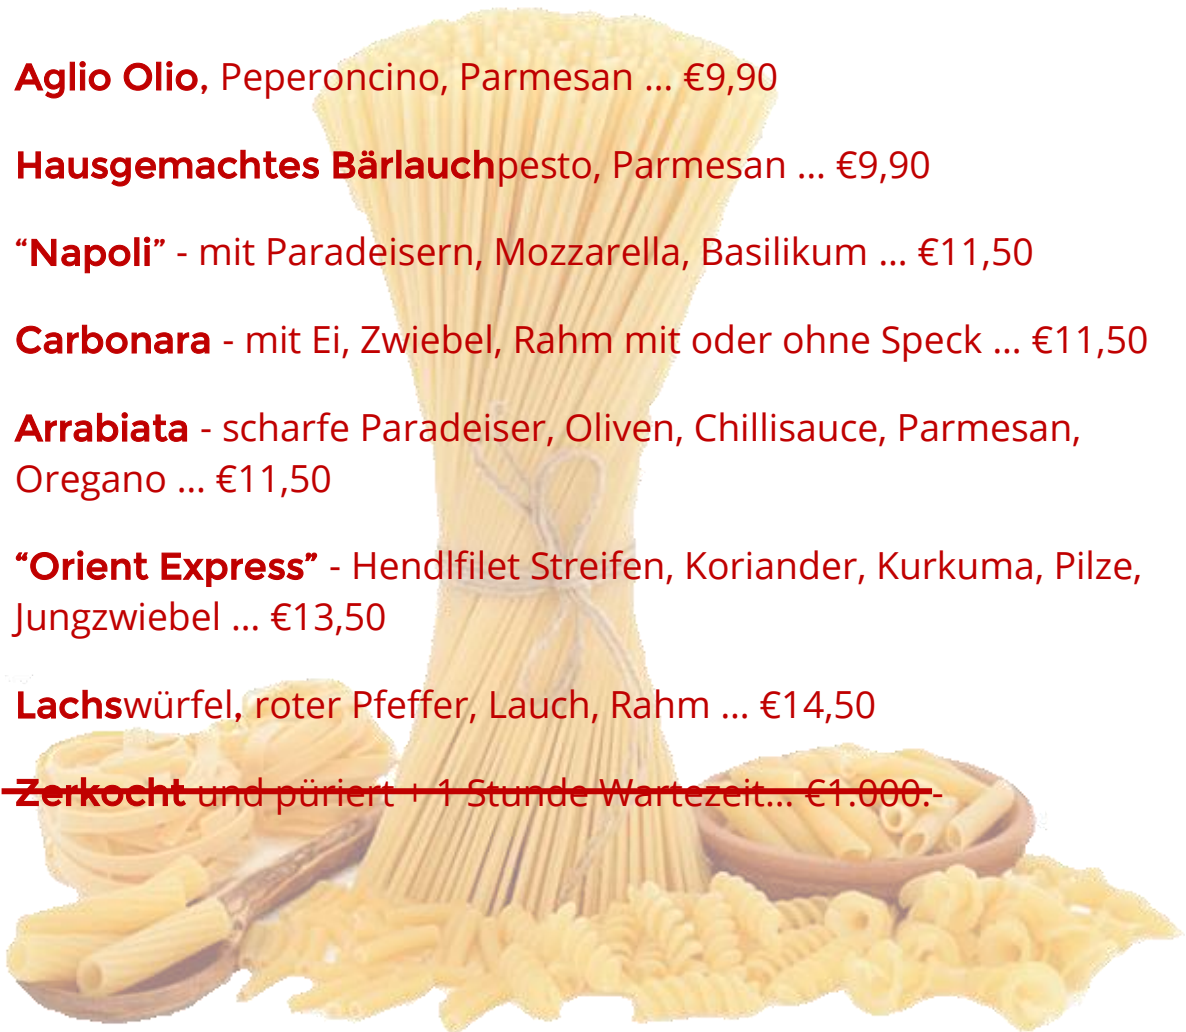 Aglio Olio, Peperoncino, Parmesan ... €9,90
Hausgemachtes Bärlauchpesto, Parmesan ... €9,90
“Napoli” - mit Paradeisern, Mozzarella, Basilikum ... €11,50
Carbonara - mit Ei, Zwiebel, Rahm mit oder ohne Speck ... €11,50
Arrabiata - scharfe Paradeiser, Oliven, Chillisauce, Parmesan,
Oregano ... €11,50
“Orient Express” - Hendlfilet Streifen, Koriander, Kurkuma, Pilze,
Jungzwiebel ... €13,50
Lachswürfel, roter Pfeffer, Lauch, Rahm ... €14,50
Zerkocht und püriert + 1 Stunde Wartezeit... €1.000.-